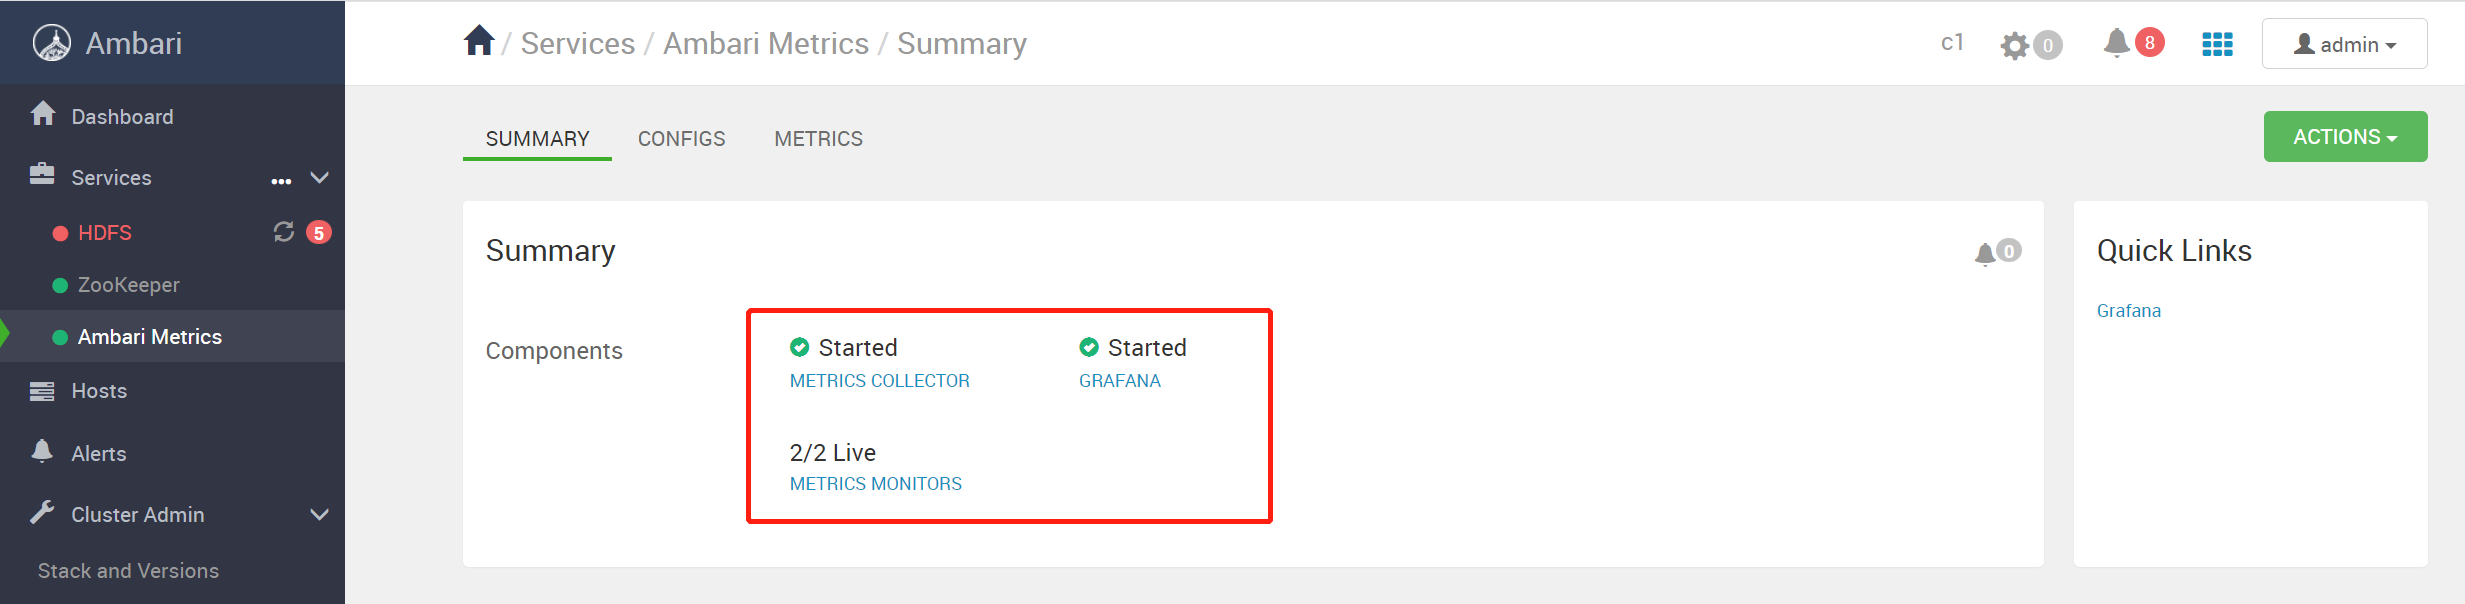 Ambari
/ Services / Ambari Metrics / Summary
c1
0
8
admin
Dashboard
Services
HDFS
5
ZooKeeper
Ambari Metrics
Hosts
Alerts
Cluster Admin
Stack and Versions
SUMMARY
CONFIGS
METRICS
ACTIONS
Summary
0
Components
Started
METRICS COLLECTOR
Started
GRAFANA
2/2 Live
METRICS MONITORS
Quick Links
Grafana